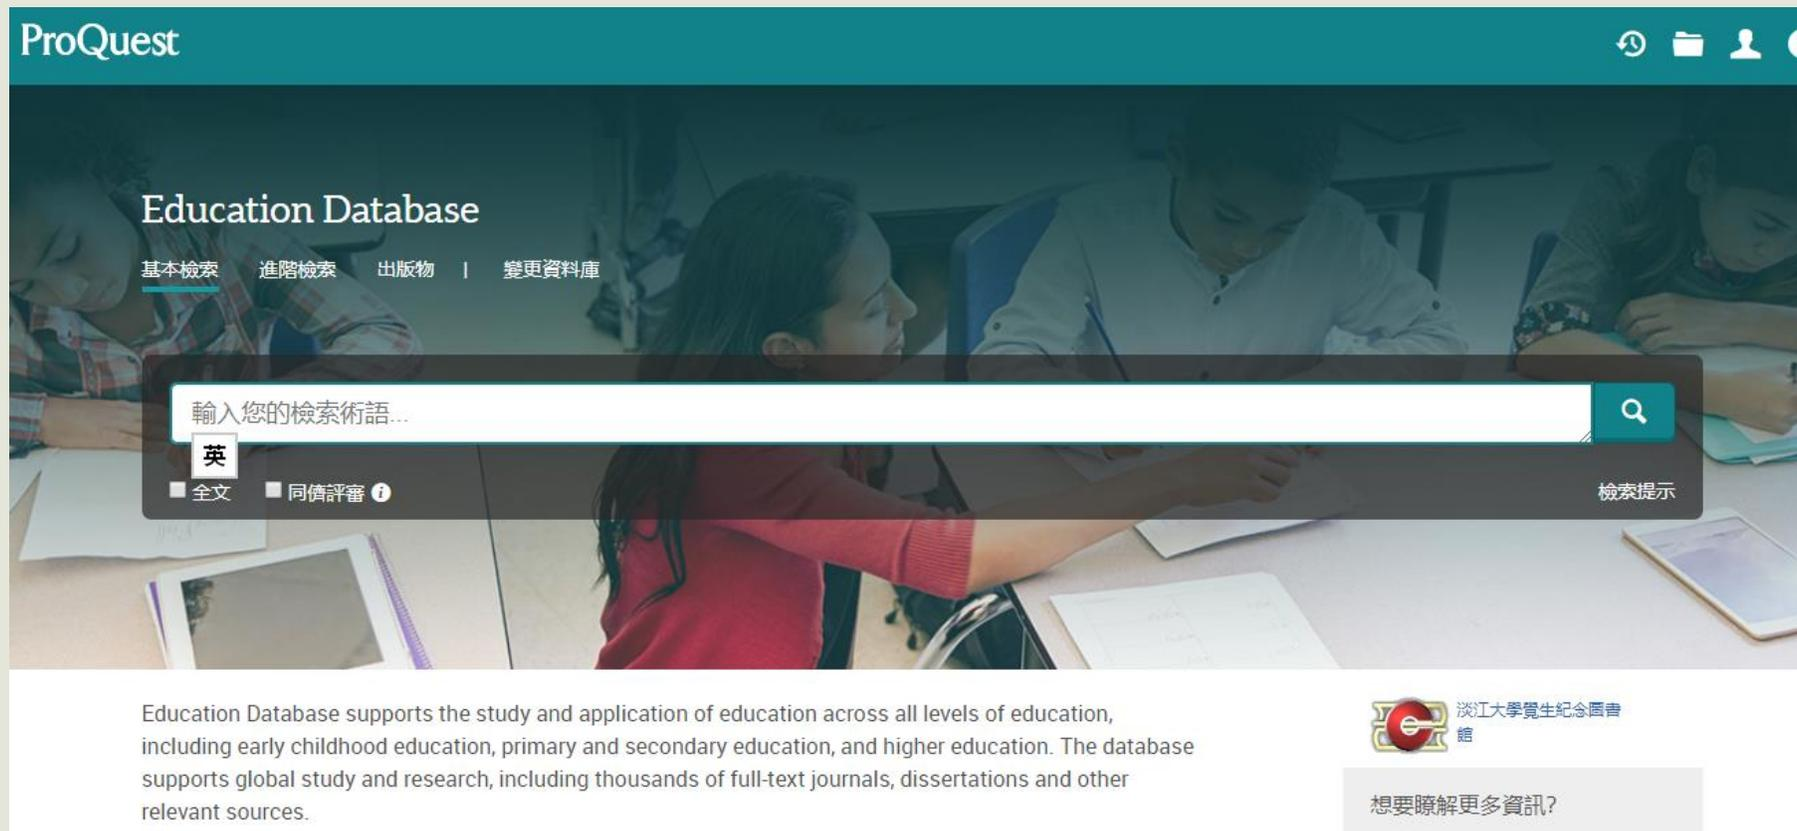 ProQuest
Education Database
基本檢索 進階檢索 出版物 | 變更資料庫
輸入您的檢索術語...
英
全文 同儕評審
檢索提示
Education Database supports the study and application of education across all levels of education,
including early childhood education, primary and secondary education, and higher education. The database
supports global study and research, including thousands of full-text journals, dissertations and other
relevant sources.
淡江大學覺生紀念圖書
館
想要瞭解更多資訊?